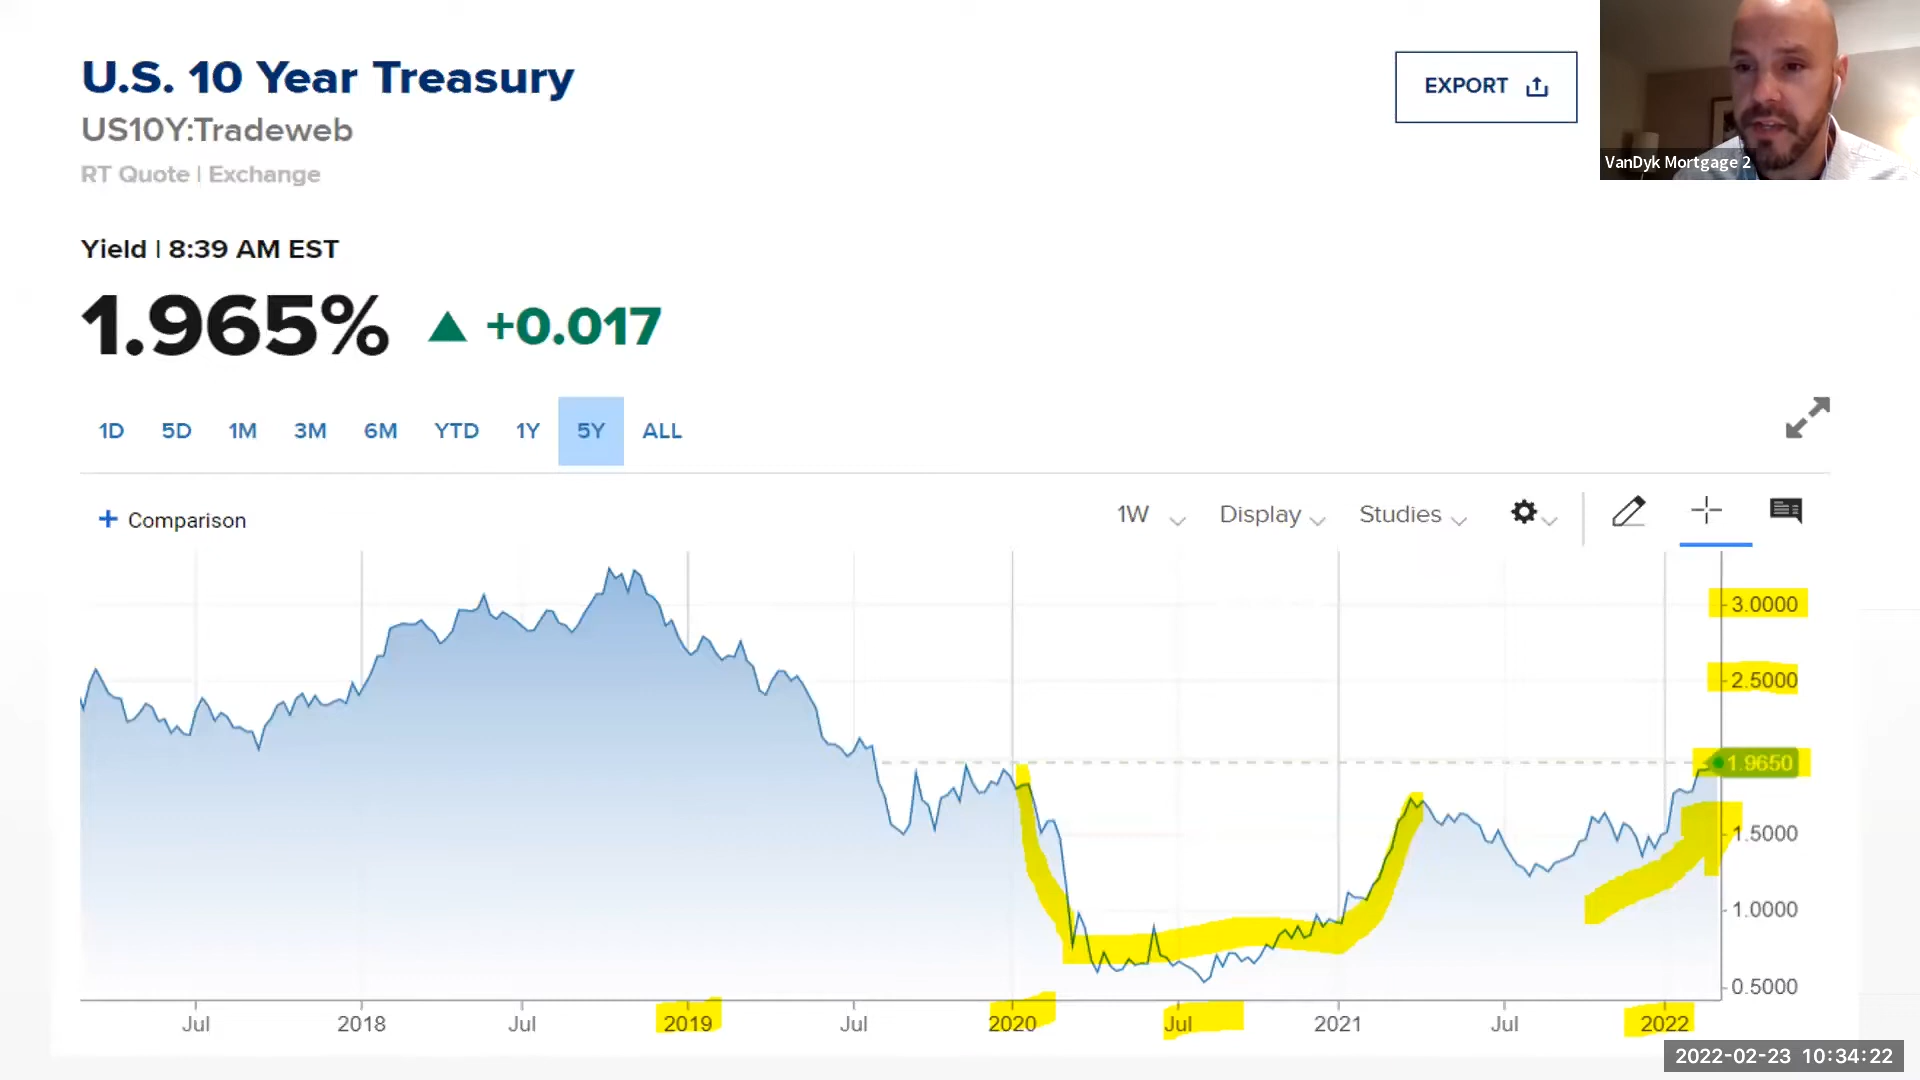 U.S. 10 Year Treasury
EXPORT
US10Y:Tradeweb
VanDyk Mortgage 2
RT Quote | Exchange
Yield | 8:39 AM EST
1.965% ▲ +0.017
1D 5D 1M 3M 6M YTD 1Y 5Y ALL
+ Comparison
1W Display Studies
3.0000
2.5000
1.9650
1.5000
1.0000
0.5000
Jul 2018 Jul 2019 Jul 2020 Jul 2021 Jul 2022
2022-02-23 10:34:22